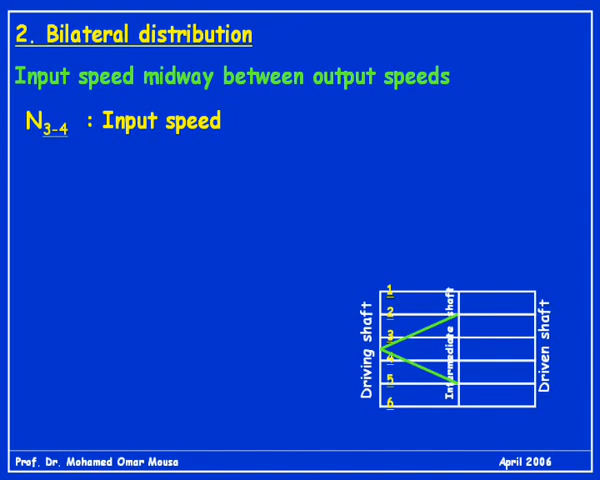 2. Bilateral distribution
Input speed midway between output speeds
N3-4 : Input speed
1
2
3
4
5
6
Driving shaft
Intermediate shaft
Driven shaft
Prof. Dr. Mohamed Omar Mousa
April 2006